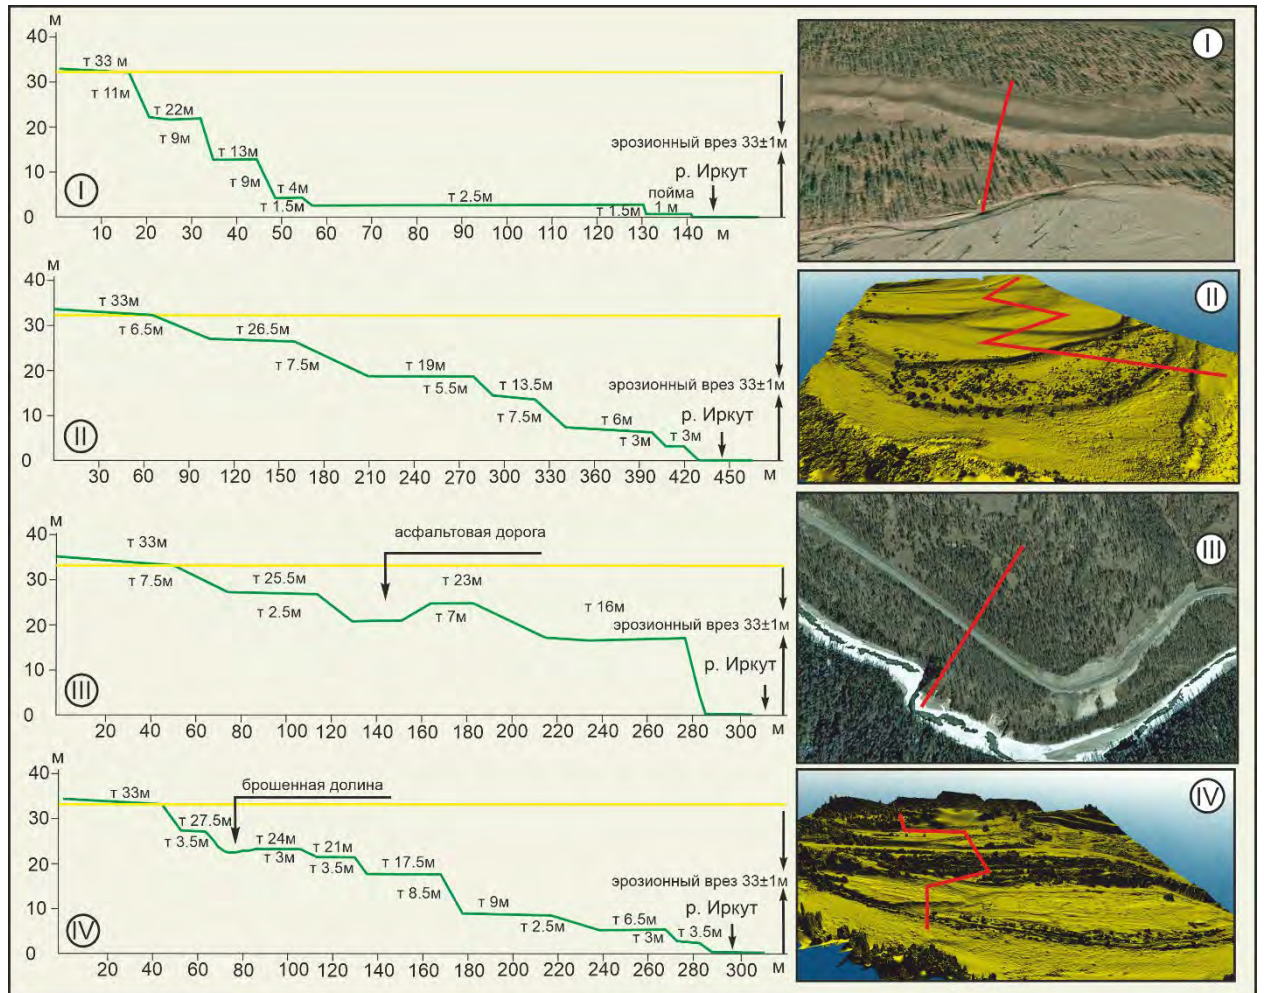 м
40
т 33 м
I
30
т 11м
т 22м
20
т 9м
эрозионный врез 33±1м
т 13м
10
т 9м
т 4м
р. Иркут
I
т 1.5м
т 2.5м
пойма
т 1.5м
1 м
0
10 20 30 40 50 60 70 80 90 100 110 120 130 140 м
м
40
т 33м
II
30
т 6.5м
т 26.5м
т 7.5м
20
т 19м
т 5.5м
т 13.5м
эрозионный врез 33±1м
10
т 7.5м
т 6м
р. Иркут
II
т 3м
т 3м
0
30 60 90 120 150 180 210 240 270 300 330 360 390 420 450 м
м
40
асфальтовая дорога
т 33м
III
30
т 7.5м
т 25.5м
т 23м
т 2.5м
т 7м
т 16м
20
эрозионный врез 33±1м
10
р. Иркут
III
0
20 40 60 80 100 120 140 160 180 200 220 240 260 280 300 м
м
40
брошенная долина
т 33м
IV
30
т 27.5м
т 3.5м
т 24м
т 3м
т 21м
т 3.5м
20
т 17.5м
т 8.5м
эрозионный врез 33±1м
10
т 9м
т 2.5м
т 6.5м
т 3м
т 3.5м
р. Иркут
IV
0
20 40 60 80 100 120 140 160 180 200 220 240 260 280 300 м